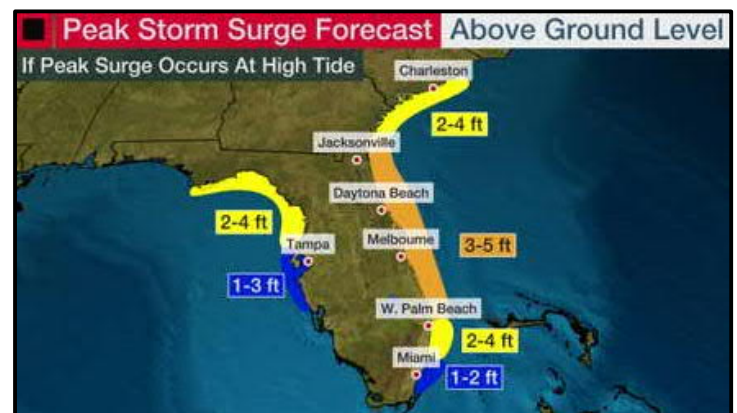 Peak Storm Surge Forecast Above Ground Level
If Peak Surge Occurs At High Tide
Charleston
2-4 ft
Jacksonville
Daytona Beach
2-4 ft
Tampa
Melbourne
3-5 ft
1-3 ft
W. Palm Beach
2-4 ft
Miami
1-2 ft